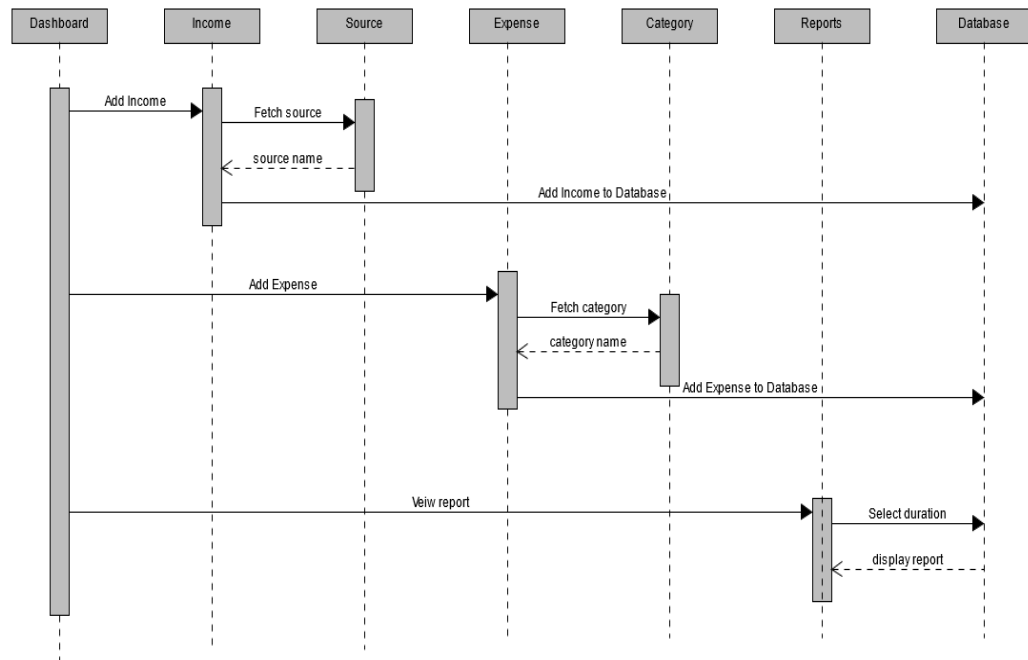 Dashboard
Income
Source
Expense
Category
Reports
Database
Add Income
Fetch source
source name
Add Income to Database
Add Expense
Fetch category
category name
Add Expense to Database
Veiw report
Select duration
display report